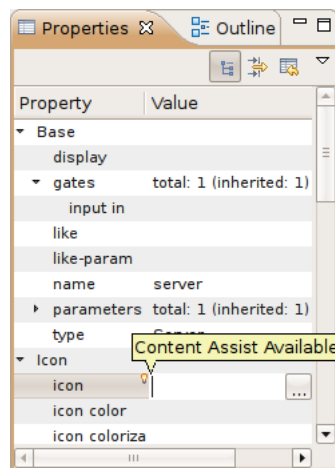 Properties Outline
Property Value
Base
display
gates total: 1 (inherited: 1)
input in
like
like-param
name server
parameters total: 1 (inherited: 1)
type Server
Content Assist Available
Icon
icon ...
icon color
icon coloriza